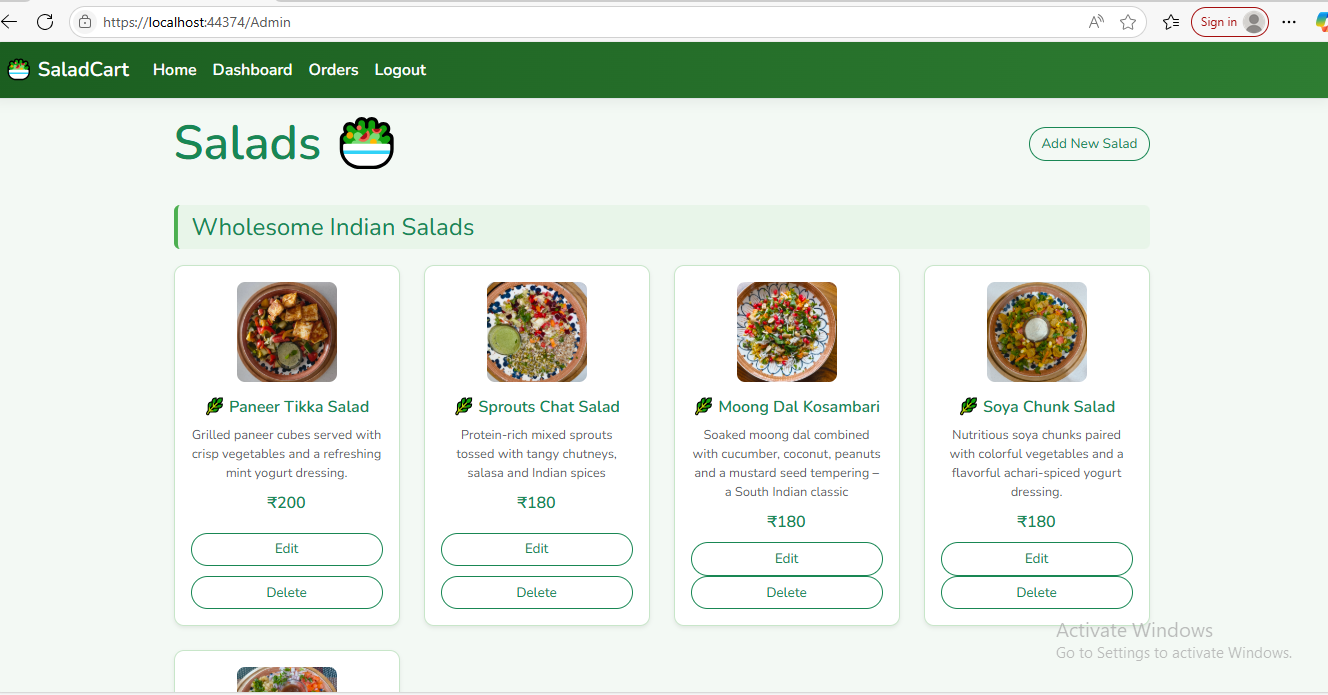 https://localhost:44374/Admin
Sign in
SaladCart Home Dashboard Orders Logout
Salads
Add New Salad
Wholesome Indian Salads
Paneer Tikka Salad
Grilled paneer cubes served with
crisp vegetables and a refreshing
mint yogurt dressing.
₹200
Edit
Delete
Sprouts Chat Salad
Protein-rich mixed sprouts
tossed with tangy chutneys,
salasa and Indian spices
₹180
Edit
Delete
Moong Dal Kosambari
Soaked moong dal combined
with cucumber, coconut, peanuts
and a mustard seed tempering –
a South Indian classic
₹180
Edit
Delete
Soya Chunk Salad
Nutritious soya chunks paired
with colorful vegetables and a
flavorful achari-spiced yogurt
dressing.
₹180
Edit
Delete
Activate Windows
Go to Settings to activate Windows.